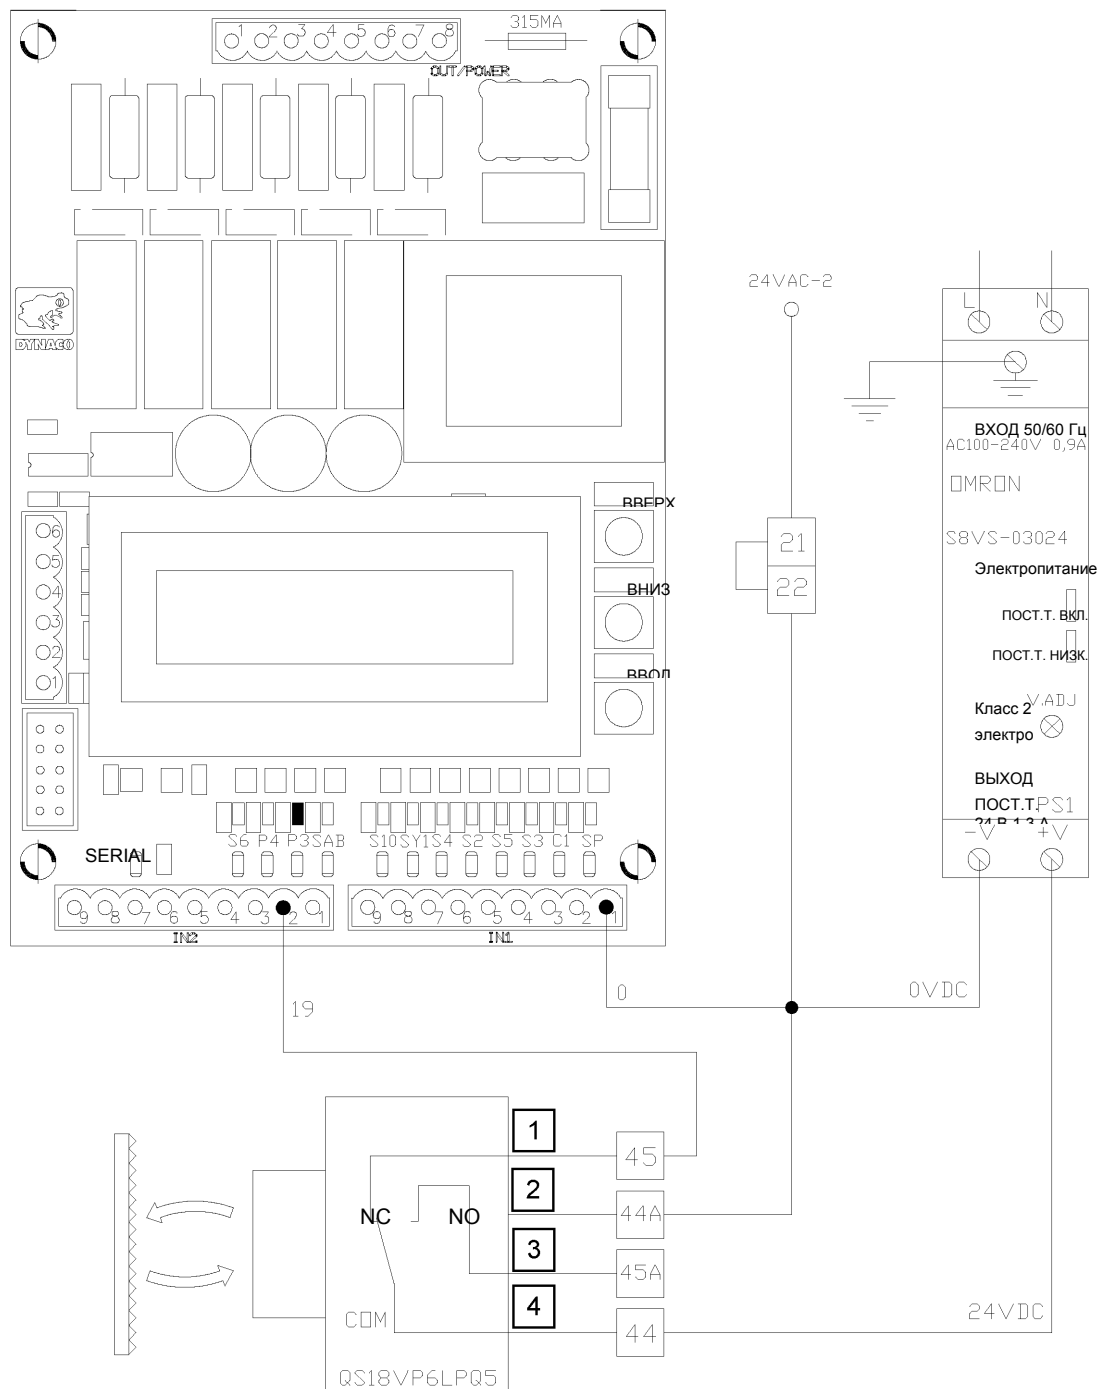 315MA
1 2 3 4 5 6 7 8
OUT/POWER
DYNACO
24VAC-2
L N
ВХОД 50/60 Гц
AC100-240V 0,9A
OMRON
S8VS-03024
Электропитание
ПОСТ.Т. ВКЛ.
ПОСТ.Т. НИЗК.
V.ADJ
Класс 2
электро
ВЫХОД
ПОСТ.Т.
PS1
24 В 1,3 А
-V +V
ВВЕРХ
ВНИЗ
ВВОД
21
22
6
5
4
3
2
1
S6 P4 P3 SAB S10 SY1 S4 S2 S5 S3 C1 SP
SERIAL
9 8 7 6 5 4 3 2 1
IN2
9 8 7 6 5 4 3 2 1
IN1
19
0
0VDC
1
45
2
NC NO
44A
3
45A
4
COM
44
24VDC
QS18VP6LPQ5